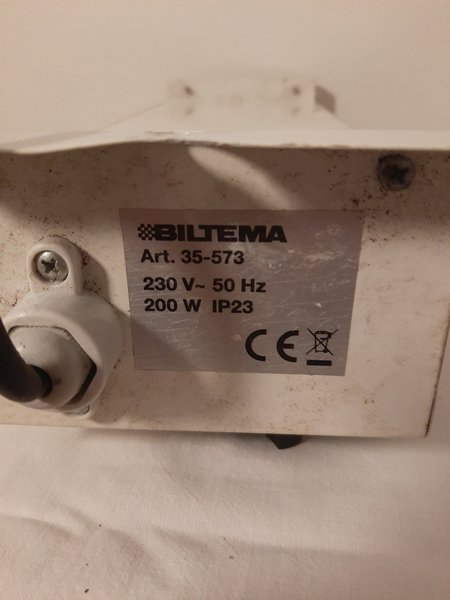 BILTEMA
Art. 35-573
230 V~ 50 Hz
200 W IP23
CE